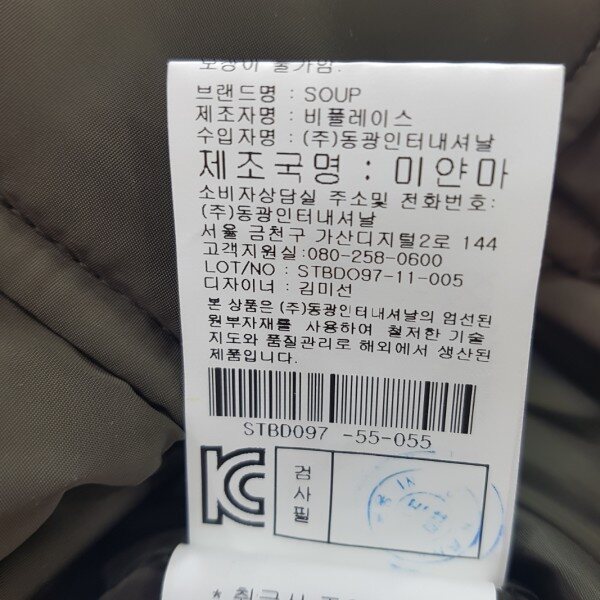 보상이 불가함.
브랜드명 : SOUP
제조자명 : 비플레이스
수입자명 : (주)동광인터내셔날
제조국명 : 미얀마
소비자상담실 주소및 전화번호:
(주)동광인터내셔날
서울 금천구 가산디지털2로 144
고객지원실:080-258-0600
LOT/NO : STBDO97-11-005
디자이너 : 김미선
본 상품은 (주)동광인터내셔날의 엄선된
원부자재를 사용하여 철저한 기술
지도와 품질관리로 해외에서 생산된
제품입니다.
STBD097 -55-055
KC
검사필